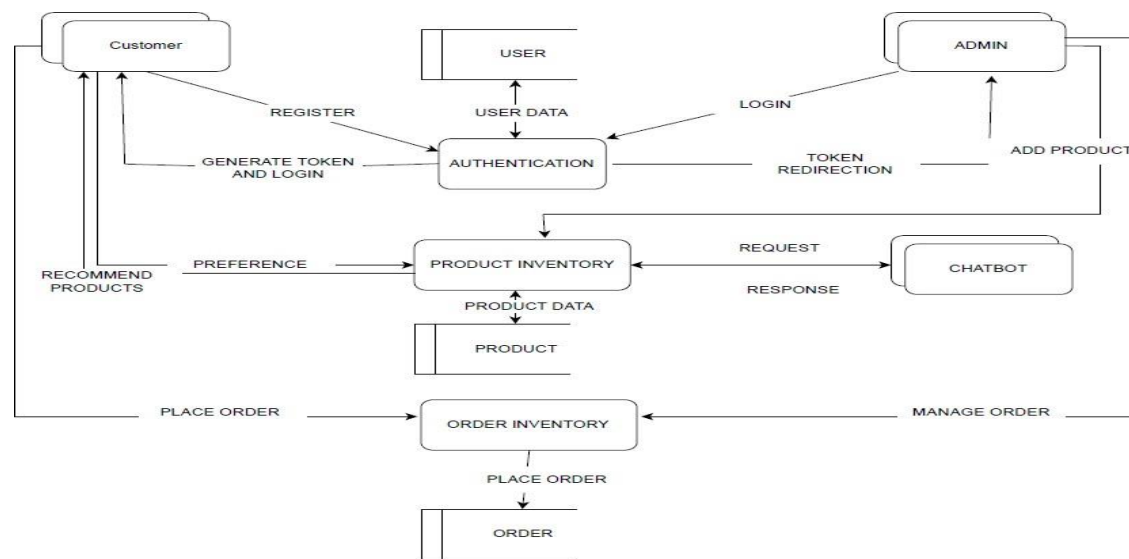 Customer
USER
ADMIN
REGISTER
USER DATA
LOGIN
GENERATE TOKEN
AND LOGIN
AUTHENTICATION
TOKEN
REDIRECTION
ADD PRODUCT
RECOMMEND
PRODUCTS
PREFERENCE
PRODUCT INVENTORY
REQUEST
RESPONSE
CHATBOT
PRODUCT DATA
PRODUCT
PLACE ORDER
ORDER INVENTORY
MANAGE ORDER
PLACE ORDER
ORDER